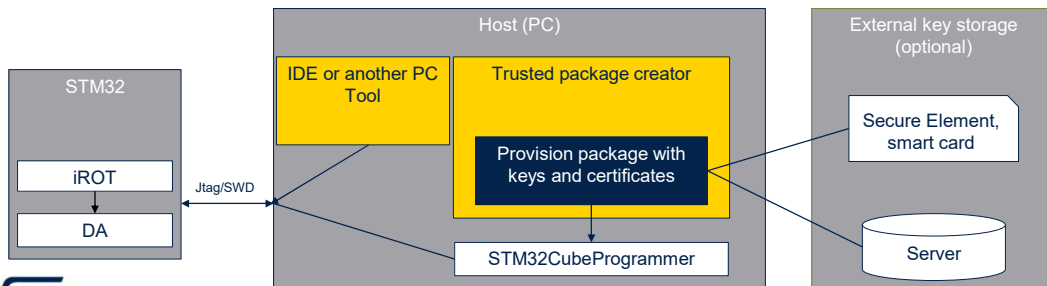 STM32
iROT
DA
Jtag/SWD
Host (PC)
IDE or another PC
Tool
Trusted package creator
Provision package with
keys and certificates
STM32CubeProgrammer
External key storage
(optional)
Secure Element,
smart card
Server